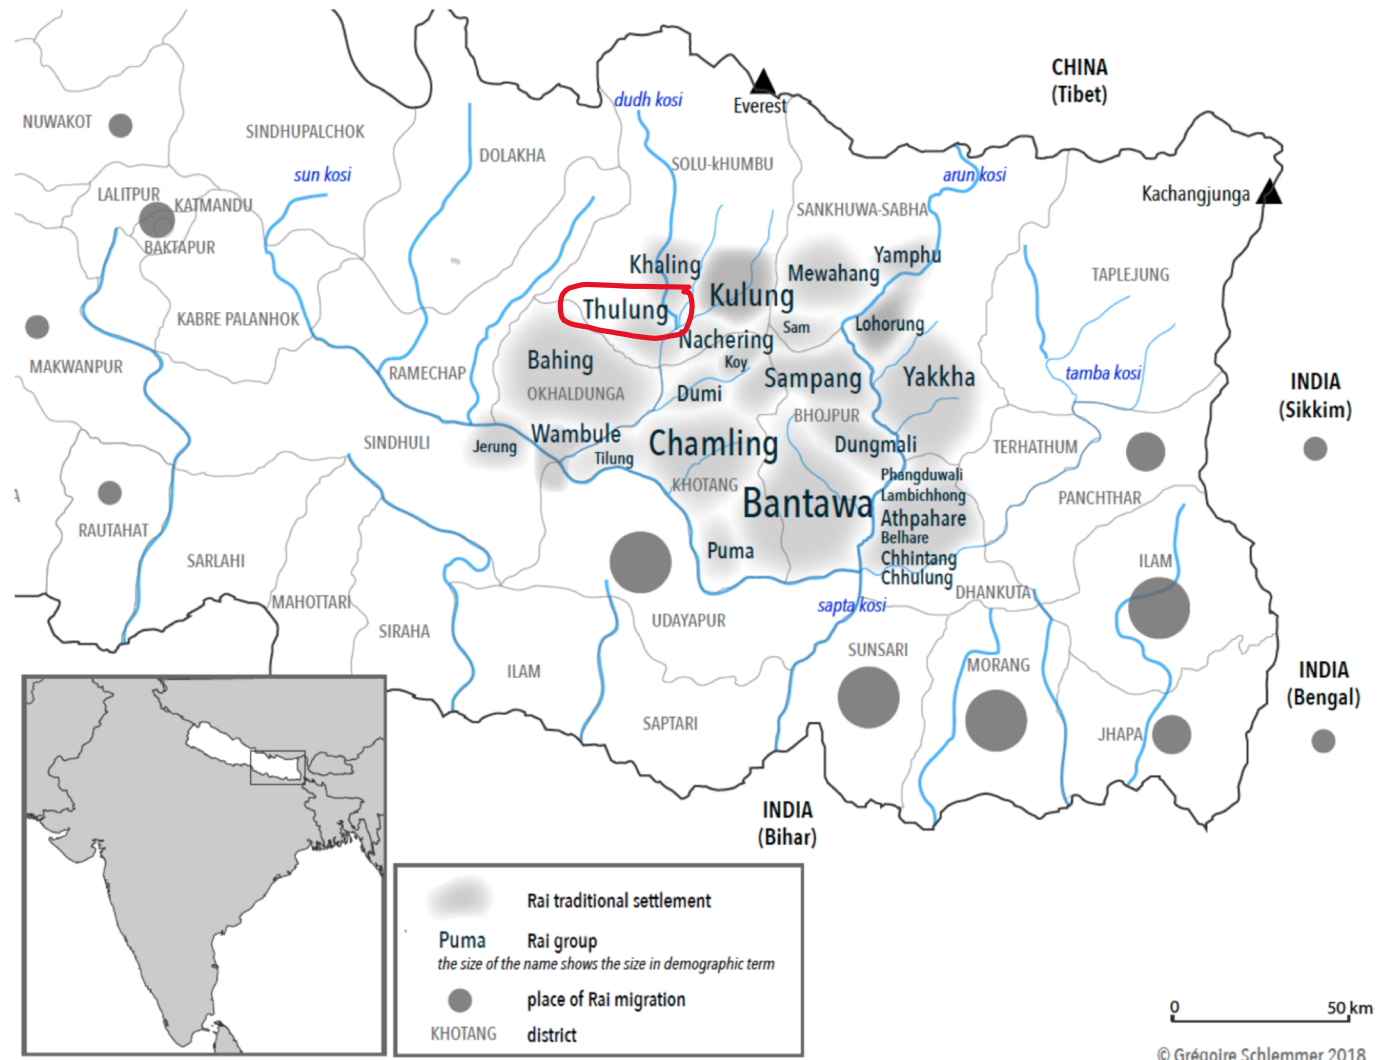 CHINA
(Tibet)
dudh kosi
Everest
NUWAKOT
SINDHUPALCHOK
DOLAKHA
SOLU-kHUMBU
sun kosi
arun kosi
Kachangjunga
LALITPUR
KATMANDU
BAKTAPUR
SANKHUWA-SABHA
Khaling
Mewahang
Yamphu
TAPLEJUNG
Thulung
Kulung
KABRE PALANHOK
Sam
Lohorung
Nachering
MAKWANPUR
RAMECHAP
Bahing
Koy
OKHALDUNGA
Dumi
Sampang
Yakkha
tamba kosi
INDIA
(Sikkim)
BHOJPUR
SINDHULI
Jerung
Wambule
Tilung
Chamling
Dungmali
TERHATHUM
KHOTANG
Phangduwali
Lambichhong
PANCHTHAR
A
RAUTAHAT
Bantawa
Athpahare
Belhare
Puma
Chhintang
Chhulung
SARLAHI
ILAM
MAHOTTARI
DHANKUTA
sapta kosi
SIRAHA
UDAYAPUR
SUNSARI
MORANG
ILAM
INDIA
(Bengal)
SAPTARI
JHAPA
INDIA
(Bihar)
Rai traditional settlement
Puma
Rai group
the size of the name shows the size in demographic term
place of Rai migration
KHOTANG
district
0
50 km
© Grégoire Schlemmer 2018